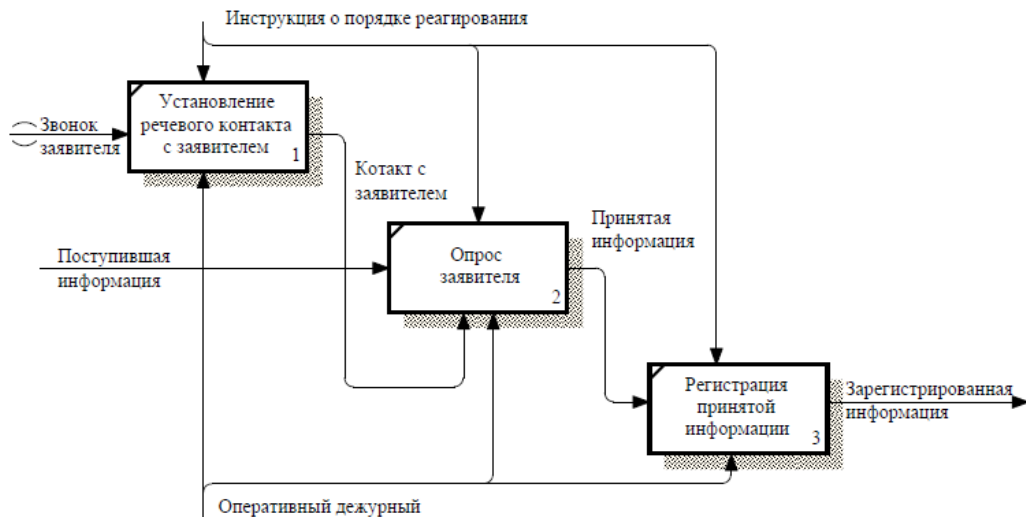 Инструкция о порядке реагирования
Установление
речевого контакта
с заявителем
1
Звонок
заявителя
Котакт с
заявителем
Принятая
информация
Поступившая
информация
Опрос
заявителя
2
Регистрация
принятой
информации
3
Зарегистрированная
информация
Оперативный дежурный